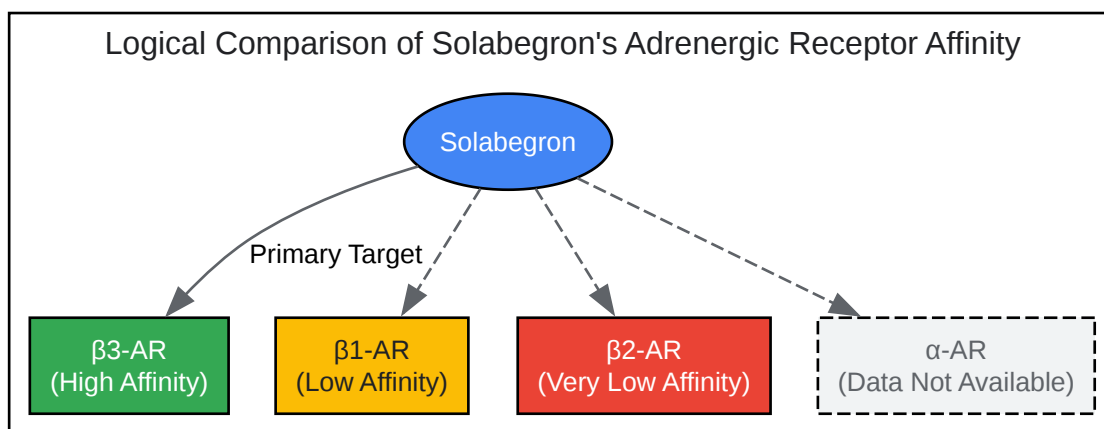 Logical Comparison of Solabegron's Adrenergic Receptor Affinity
Solabegron
Primary Target
β3-AR
(High Affinity)
β1-AR
(Low Affinity)
β2-AR
(Very Low Affinity)
α-AR
(Data Not Available)